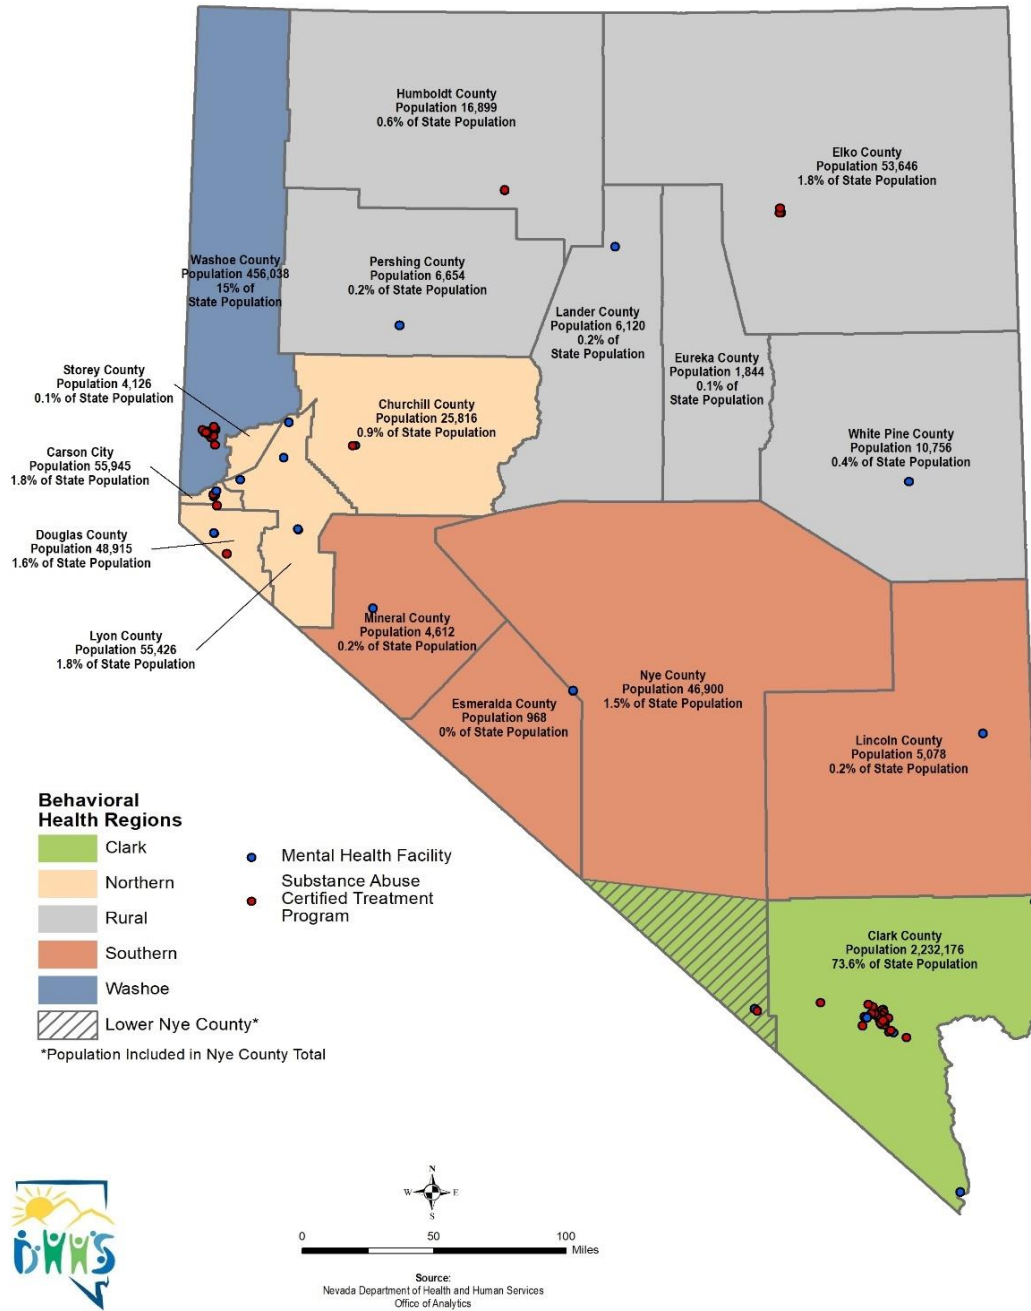 Humboldt County
Population 16,899
0.6% of State Population
Elko County
Population 53,646
1.8% of State Population
Washoe County
Population 456,038
15% of
State Population
Pershing County
Population 6,654
0.2% of State Population
Lander County
Population 6,120
0.2% of
State Population
Eureka County
Population 1,844
0.1% of
State Population
Storey County
Population 4,126
0.1% of State Population
Churchill County
Population 25,816
0.9% of State Population
White Pine County
Population 10,756
0.4% of State Population
Carson City
Population 55,945
1.8% of State Population
Douglas County
Population 48,915
1.6% of State Population
Lyon County
Population 55,426
1.8% of State Population
Mineral County
Population 4,612
0.2% of State Population
Esmeralda County
Population 968
0% of State Population
Nye County
Population 46,900
1.5% of State Population
Lincoln County
Population 5,078
0.2% of State Population
Clark County
Population 2,232,176
73.6% of State Population
Behavioral
Health Regions
Clark
Northern
Rural
Southern
Washoe
Lower Nye County*
*Population Included in Nye County Total
Mental Health Facility
Substance Abuse
Certified Treatment
Program
DHHS
N
W E
S
0 50 100
Miles
Source:
Nevada Department of Health and Human Services
Office of Analytics